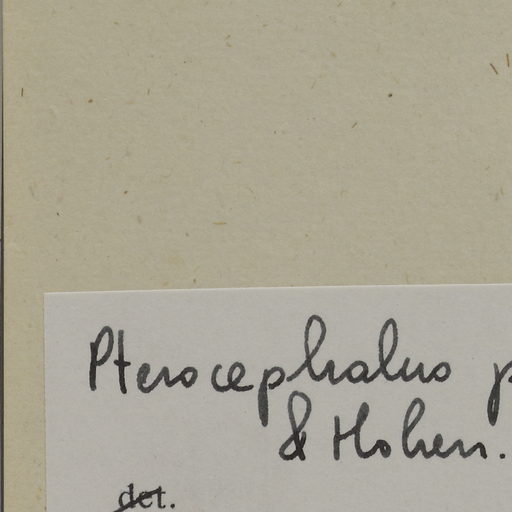 Pterocephalus p
& Hohen.
det.